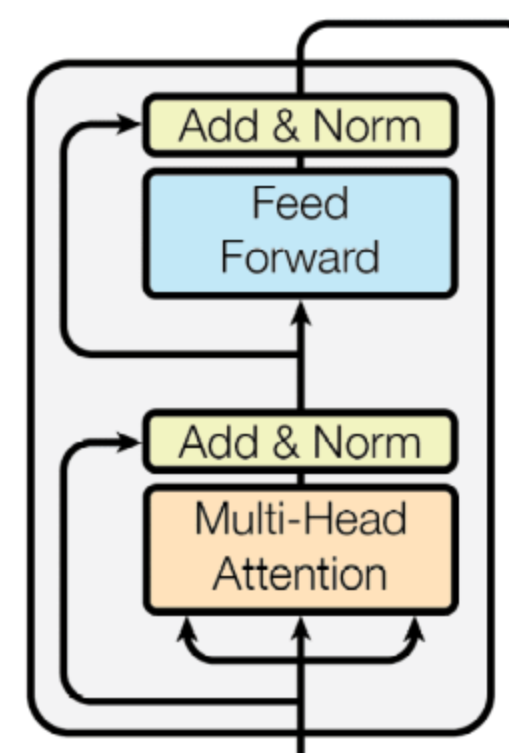 Add & Norm
Feed
Forward
Add & Norm
Multi-Head
Attention